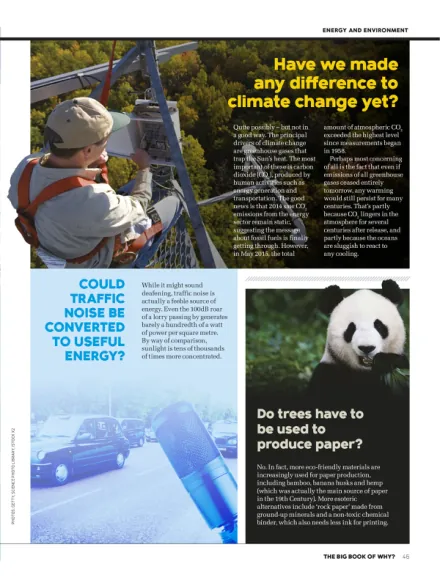 ENERGY AND ENVIRONMENT
Have we made
any difference to
climate change yet?
Quite possibly – but not in
a good way. The principal
drivers of climate change
are greenhouse gases that
trap the Sun's heat. The most
important of these is carbon
dioxide (CO₂), produced by
human activities such as
energy generation and
transportation. The good
news is that 2014 saw CO₂
emissions from the energy
sector remain static,
suggesting the message
about fossil fuels is finally
getting through. However,
in May 2015, the total
amount of atmospheric CO₂
exceeded the highest level
since measurements began
in 1958.
Perhaps most concerning
of all is the fact that even if
emissions of all greenhouse
gases ceased entirely
tomorrow, any warming
would still persist for many
centuries. That's partly
because CO₂ lingers in the
atmosphere for several
centuries after release, and
partly because the oceans
are sluggish to react to
any cooling.
COULD
TRAFFIC
NOISE BE
CONVERTED
TO USEFUL
ENERGY?
While it might sound
deafening, traffic noise is
actually a feeble source of
energy. Even the 100dB roar
of a lorry passing by generates
barely a hundredth of a watt
of power per square metre.
By way of comparison,
sunlight is tens of thousands
of times more concentrated.
Do trees have to
be used to
produce paper?
No. In fact, more eco-friendly materials are
increasingly used for paper production,
including bamboo, banana husks and hemp
(which was actually the main source of paper
in the 19th Century). More esoteric
alternatives include 'rock paper' made from
ground-up minerals and a non-toxic chemical
binder, which also needs less ink for printing.
PHOTOS: GETTY, SCIENCE PHOTO LIBRARY, ISTOCK X2
THE BIG BOOK OF WHY? 45